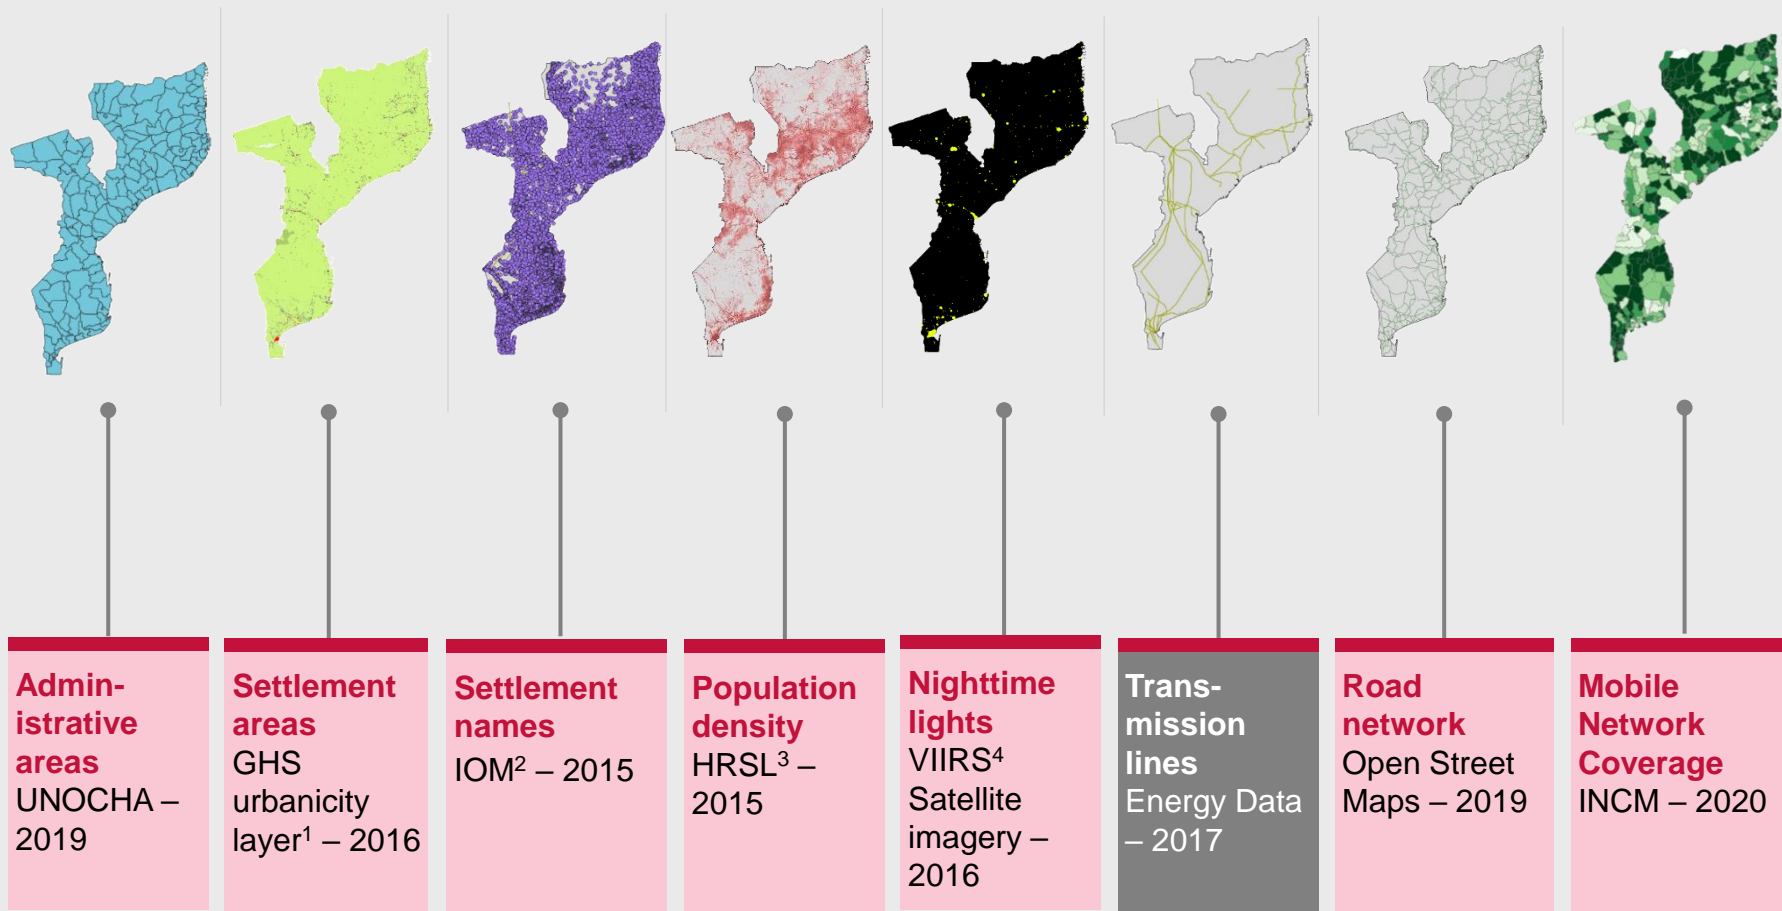 Admin-
istrative
areas
UNOCHA –
2019
Settlement
areas
GHS
urbanicity
layer¹ – 2016
Settlement
names
IOM² – 2015
Population
density
HRSL³ –
2015
Nighttime
lights
VIIRS⁴
Satellite
imagery –
2016
Trans-
mission
lines
Energy Data
– 2017
Road
network
Open Street
Maps – 2019
Mobile
Network
Coverage
INCM – 2020